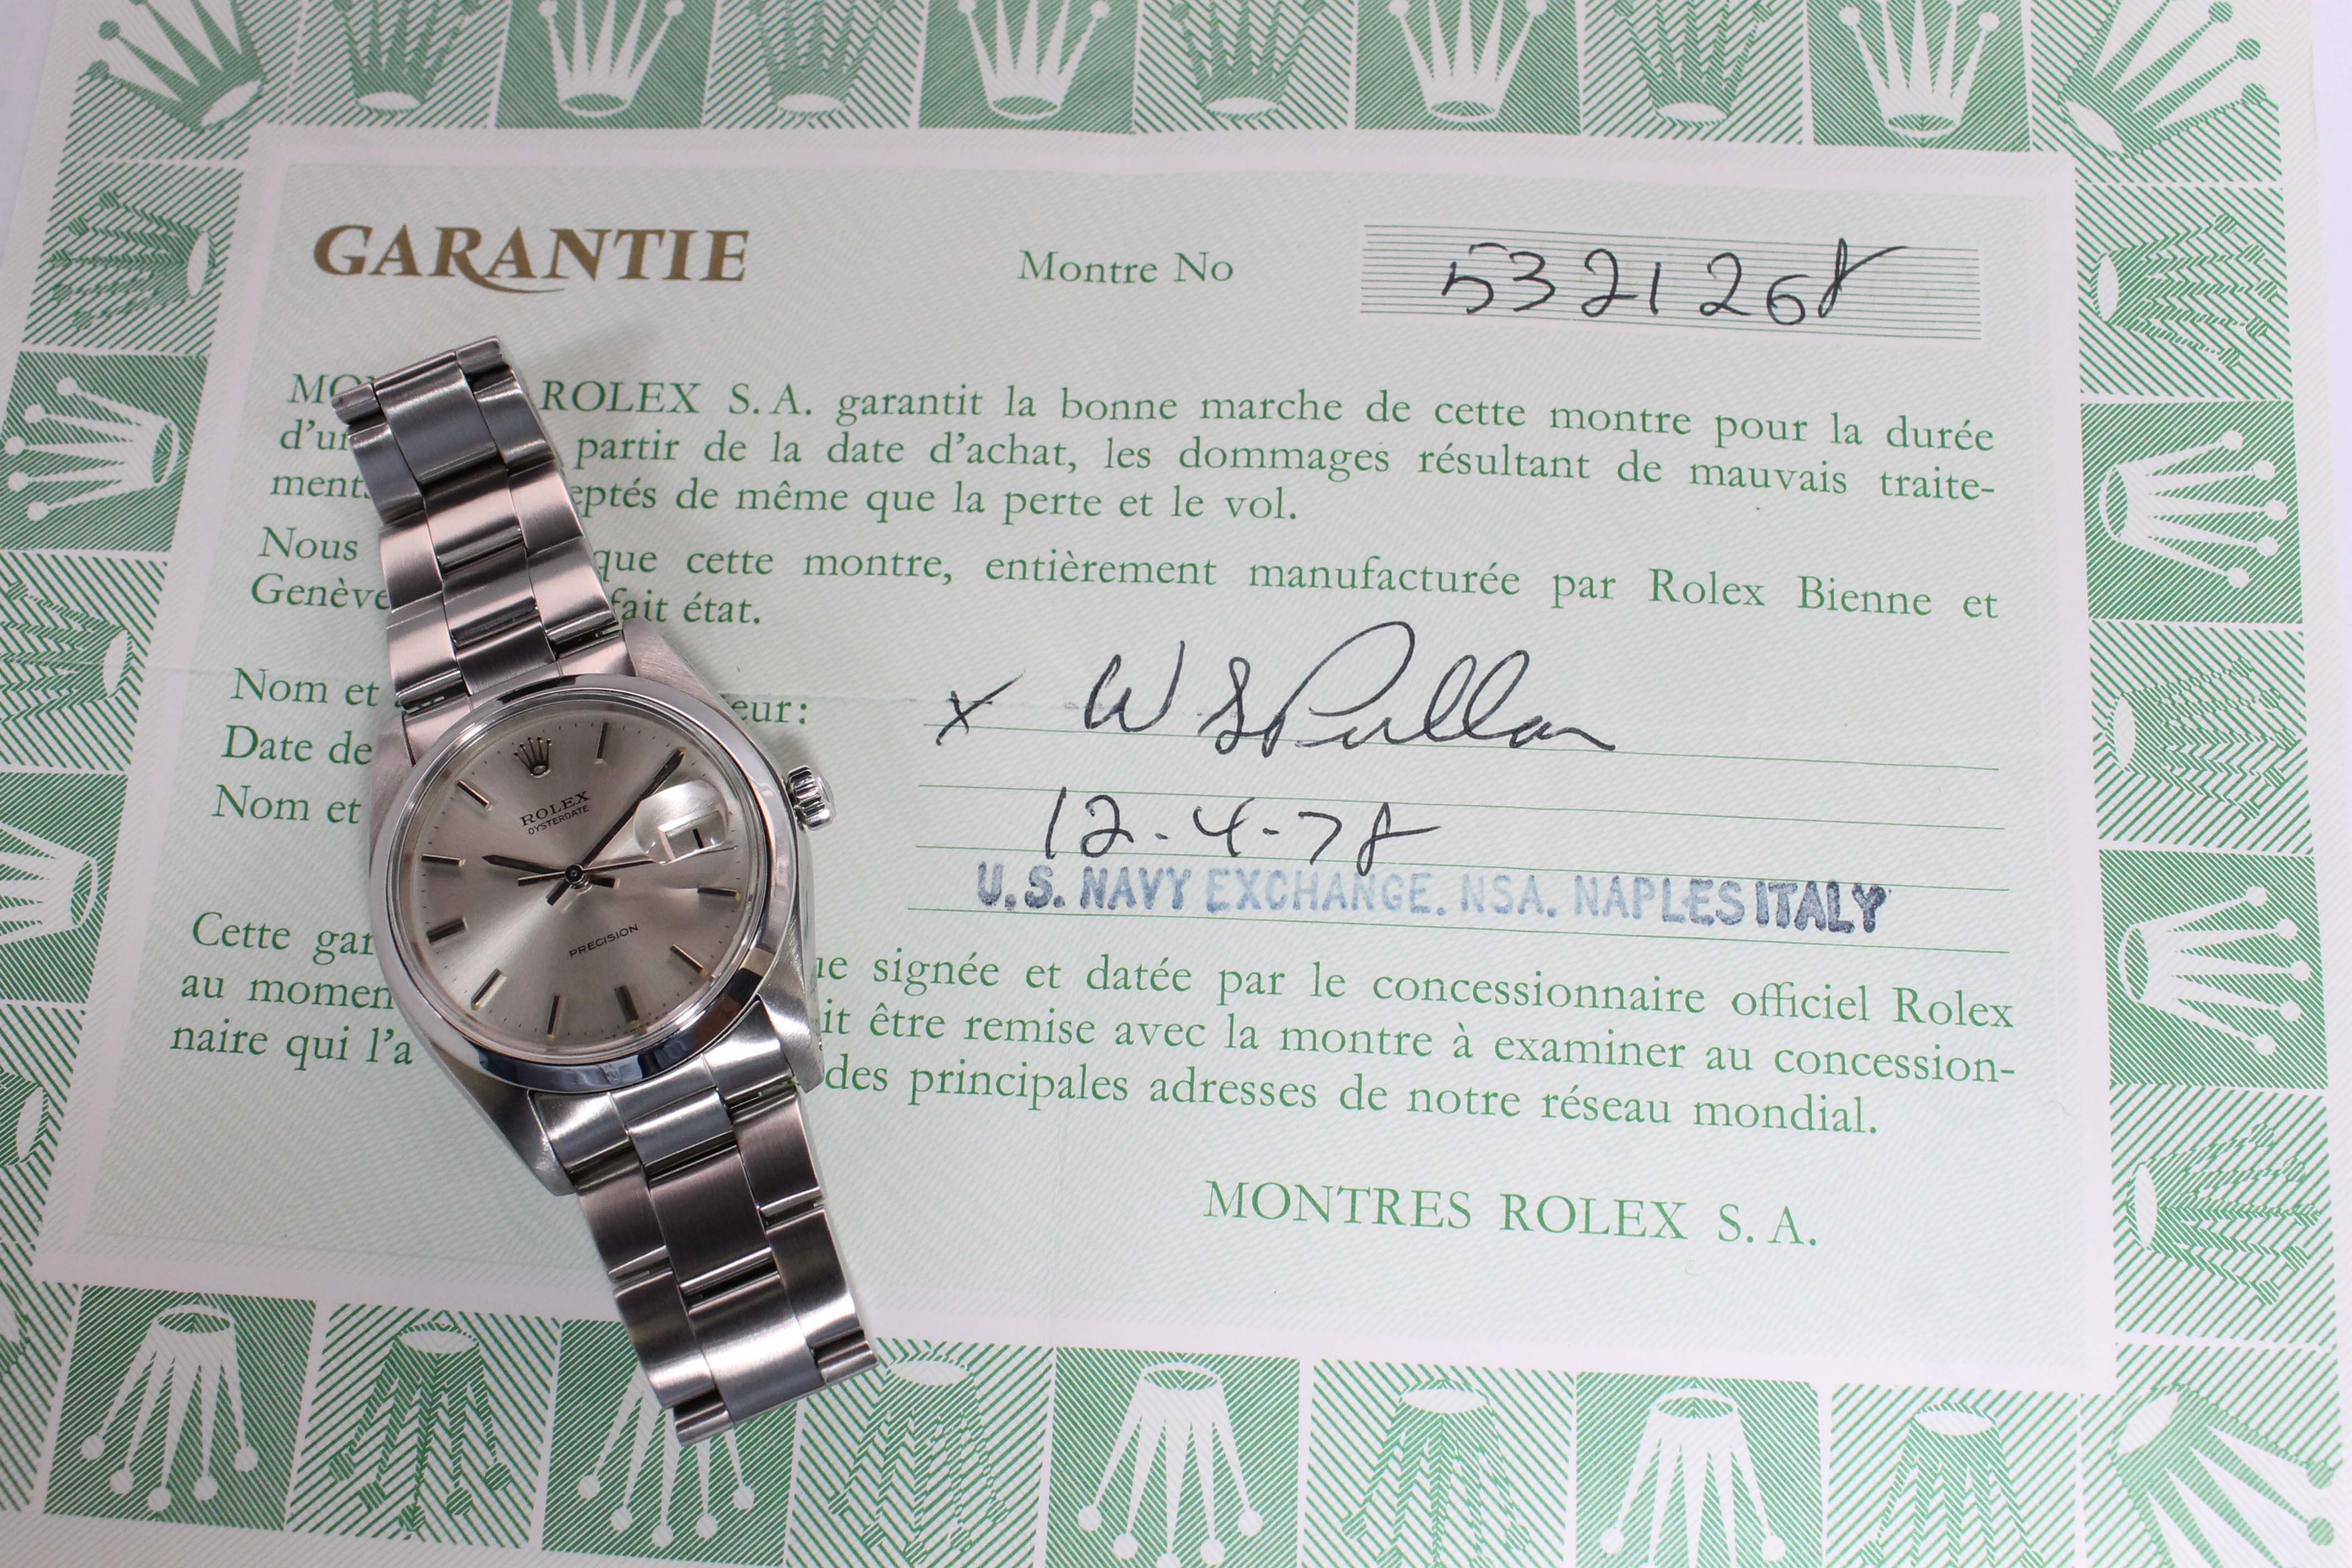 GARANTIE Montre No 5321268
ROLEX S. A. garantit la bonne marche de cette montre pour la durée
partir de la date d'achat, les dommages résultant de mauvais traite-
de même que la perte et le vol.
Nous que cette montre, entièrement manufacturée par Rolex Bienne et
Genève fait état.
Nom et x W S
Date de 12-4-78
Nom et U.S. NAVY EXCHANGE. NSA. NAPLES ITALY
ROLEX
OYSTERDATE
PRECISION
Cette signée et datée par le concessionnaire officiel Rolex
au être remise avec la montre à examiner au concession-
naire qui l'a des principales adresses de notre réseau mondial.
MONTRES ROLEX S. A.